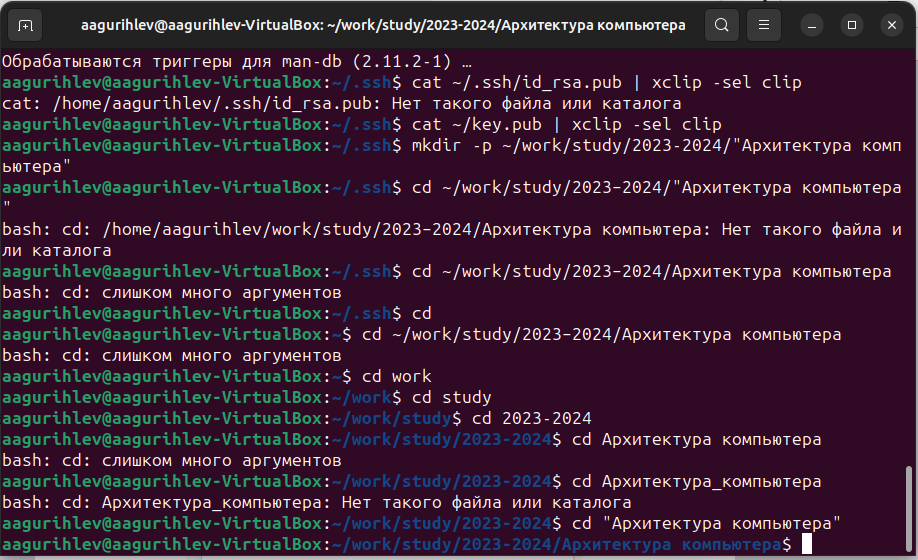 aagurihlev@aagurihlev-VirtualBox: ~/work/study/2023-2024/Архитектура компьютера
Обрабатываются триггеры для man-db (2.11.2-1) …
aagurihlev@aagurihlev-VirtualBox:~/.ssh$ cat ~/.ssh/id_rsa.pub | xclip -sel clip
cat: /home/aagurihlev/.ssh/id_rsa.pub: Нет такого файла или каталога
aagurihlev@aagurihlev-VirtualBox:~/.ssh$ cat ~/key.pub | xclip -sel clip
aagurihlev@aagurihlev-VirtualBox:~/.ssh$ mkdir -p ~/work/study/2023-2024/"Архитектура комп
ьютера"
aagurihlev@aagurihlev-VirtualBox:~/.ssh$ cd ~/work/study/2023–2024/"Архитектура компьютера
"
bash: cd: /home/aagurihlev/work/study/2023–2024/Архитектура компьютера: Нет такого файла и
ли каталога
aagurihlev@aagurihlev-VirtualBox:~/.ssh$ cd ~/work/study/2023–2024/Архитектура компьютера
bash: cd: слишком много аргументов
aagurihlev@aagurihlev-VirtualBox:~/.ssh$ cd
aagurihlev@aagurihlev-VirtualBox:~$ cd ~/work/study/2023–2024/Архитектура компьютера
bash: cd: слишком много аргументов
aagurihlev@aagurihlev-VirtualBox:~$ cd work
aagurihlev@aagurihlev-VirtualBox:~/work$ cd study
aagurihlev@aagurihlev-VirtualBox:~/work/study$ cd 2023-2024
aagurihlev@aagurihlev-VirtualBox:~/work/study/2023-2024$ cd Архитектура компьютера
bash: cd: слишком много аргументов
aagurihlev@aagurihlev-VirtualBox:~/work/study/2023-2024$ cd Архитектура_компьютера
bash: cd: Архитектура_компьютера: Нет такого файла или каталога
aagurihlev@aagurihlev-VirtualBox:~/work/study/2023-2024$ cd "Архитектура компьютера"
aagurihlev@aagurihlev-VirtualBox:~/work/study/2023-2024/Архитектура компьютера$